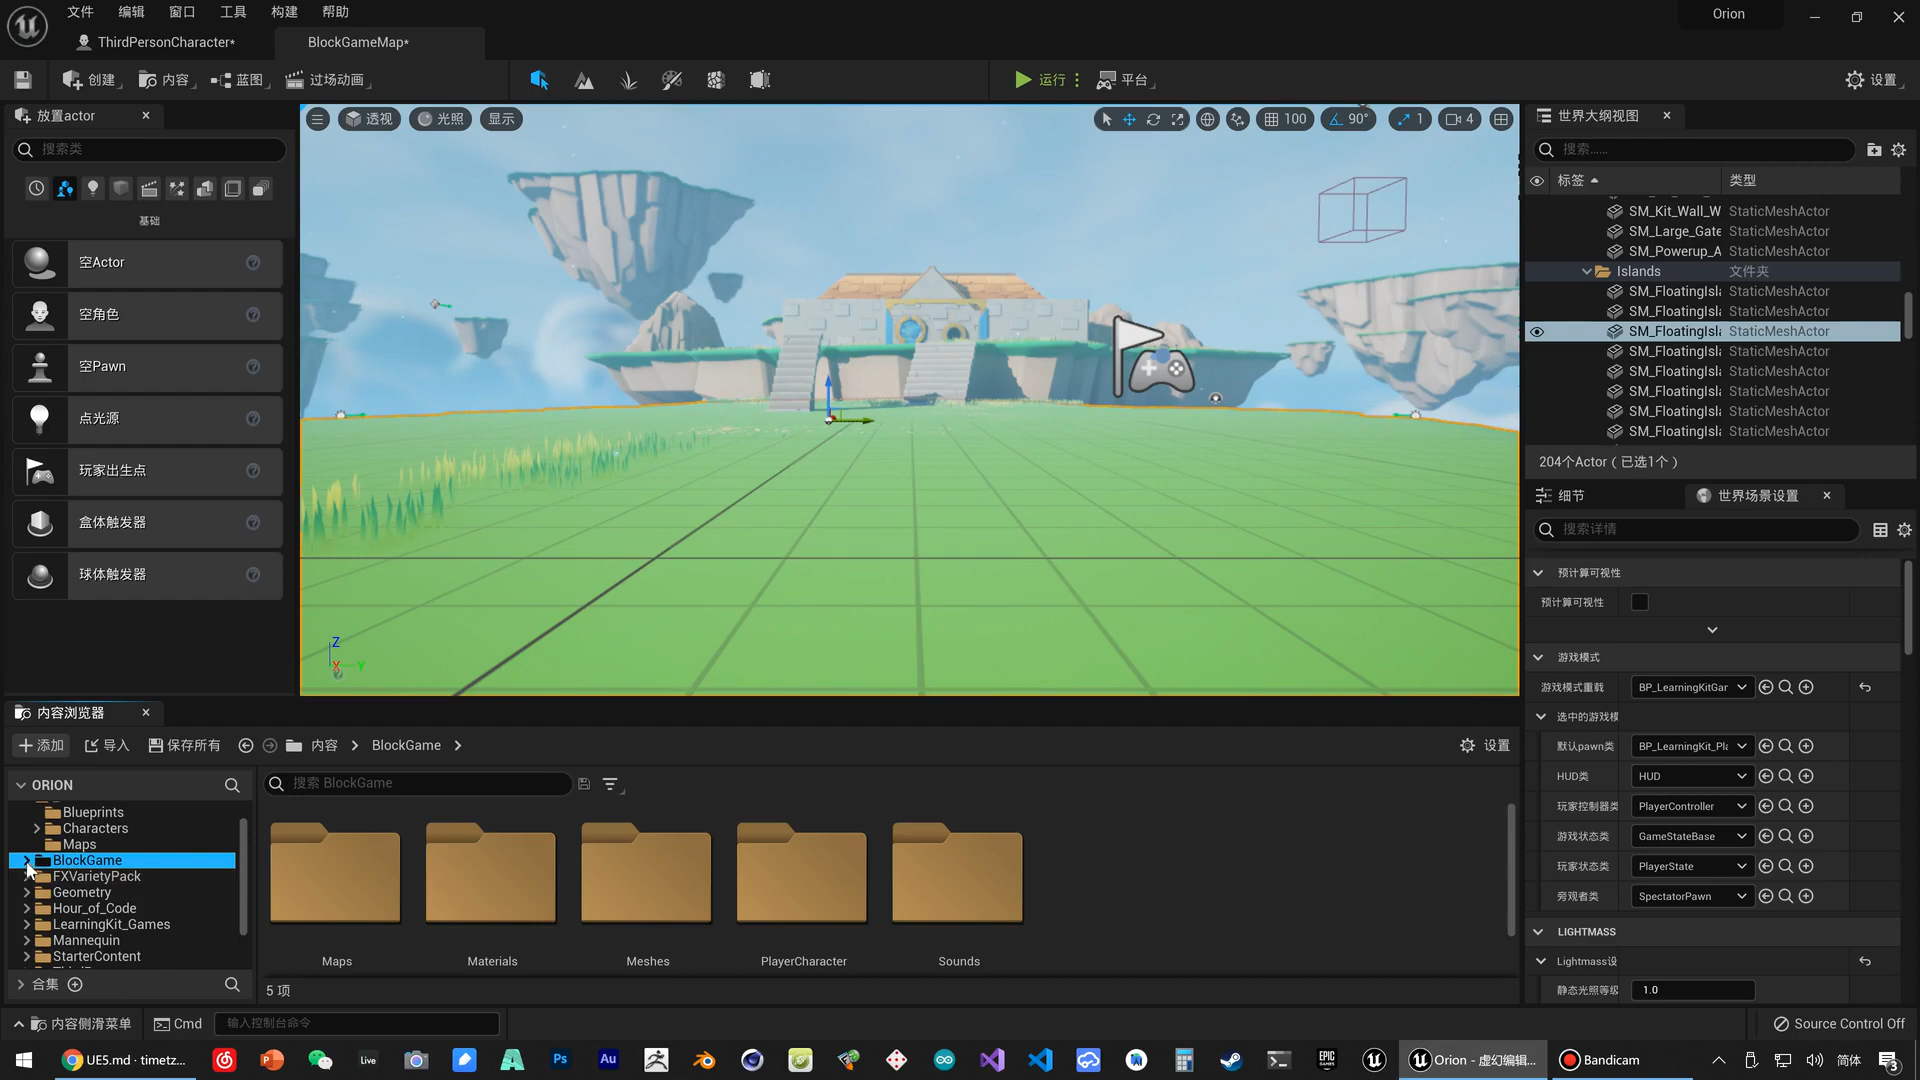 文件 编辑 窗口 工具 构建 帮助
Orion
ThirdPersonCharacter*
BlockGameMap*
创建 内容 蓝图 过场动画
运行 平台
设置
放置actor
搜索类
基础
空Actor
空角色
空Pawn
点光源
玩家出生点
盒体触发器
球体触发器
透视 光照 显示
100 90° 1 4
Z
X Y
世界大纲视图
搜索......
标签 类型
SM_Kit_Wall_W StaticMeshActor
SM_Large_Gate StaticMeshActor
SM_Powerup_A StaticMeshActor
Islands 文件夹
SM_FloatingIsla StaticMeshActor
SM_FloatingIsla StaticMeshActor
SM_FloatingIsla StaticMeshActor
SM_FloatingIsla StaticMeshActor
SM_FloatingIsla StaticMeshActor
SM_FloatingIsla StaticMeshActor
SM_FloatingIsla StaticMeshActor
SM_FloatingIsla StaticMeshActor
204个Actor（已选1个）
细节
世界场景设置
搜索详情
预计算可视性
预计算可视性
游戏模式
游戏模式重载 BP_LearningKitGar
选中的游戏模
默认pawn类 BP_LearningKit_Pla
HUD类 HUD
玩家控制器类 PlayerController
游戏状态类 GameStateBase
玩家状态类 PlayerState
旁观者类 SpectatorPawn
LIGHTMASS
Lightmass设
静态光照等级 1.0
内容浏览器
添加 导入 保存所有 内容 BlockGame
设置
ORION
Blueprints
Characters
Maps
BlockGame
FXVarietyPack
Geometry
Hour_of_Code
LearningKit_Games
Mannequin
StarterContent
合集
搜索 BlockGame
Maps
Materials
Meshes
PlayerCharacter
Sounds
5 项
内容侧滑菜单 Cmd 输入控制台命令
Source Control Off
UE5.md · timetz...
Live
Ps
Au
EPIC
GAMES
Orion - 虚幻编辑...
Bandicam
简体
3